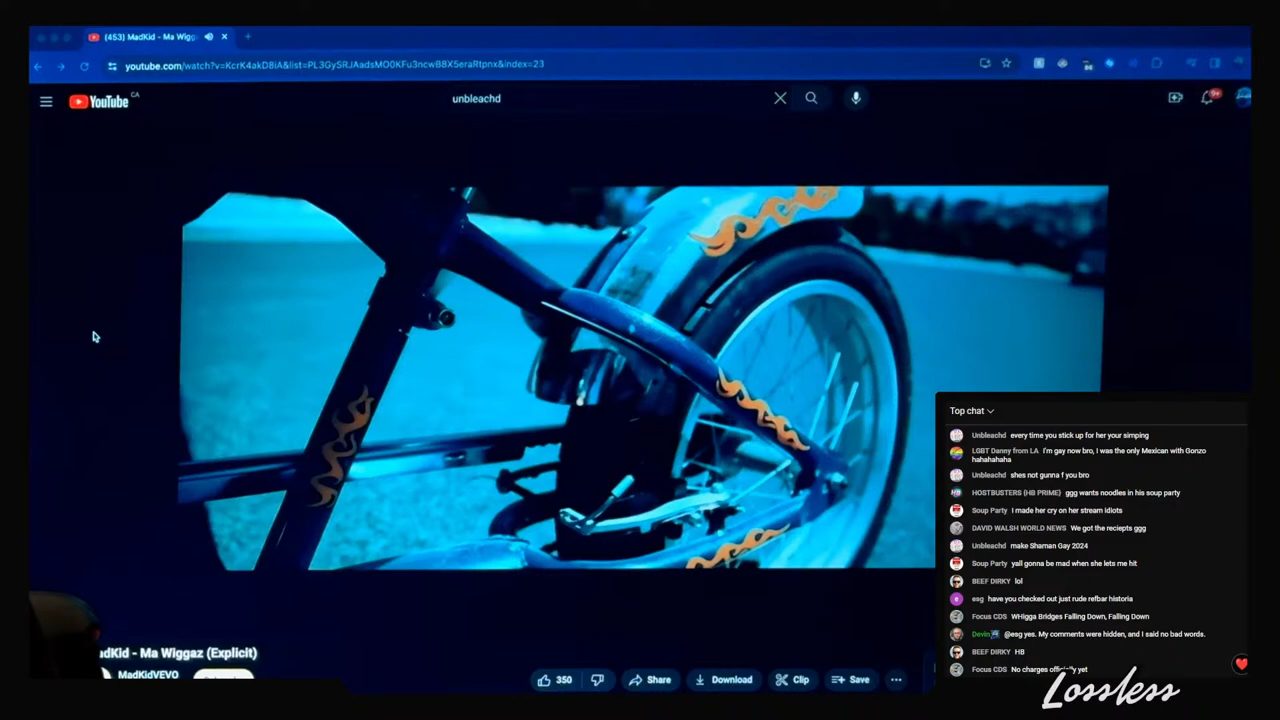 (453) MadKid - Ma Wigg
youtube.com/watch?v=KcrK4akD8iA&list=PL3GySRJAadsMO0KFu3ncwB8X5eraRtpnx&index=23
YouTube CA
unbleachd
9+
Top chat
Unbleachd every time you stick up for her your simping
LGBT Danny from LA I'm gay now bro, I was the only Mexican with Gonzo
hahahahaha
Unbleachd shes not gunna f you bro
HOSTBUSTERS {HB PRIME} ggg wants noodles in his soup party
Soup Party I made her cry on her stream idiots
DAVID WALSH WORLD NEWS We got the reciepts ggg
Unbleachd make Shaman Gay 2024
Soup Party yall gonna be mad when she lets me hit
BEEF DIRKY lol
esg have you checked out just rude refbar historia
Focus CDS WHigga Bridges Falling Down, Falling Down
Devin @esg yes. My comments were hidden, and I said no bad words.
BEEF DIRKY HB
Focus CDS No charges officially yet
Lossless
adKid - Ma Wiggaz (Explicit)
MadKidVEVO
350 Share Download Clip Save